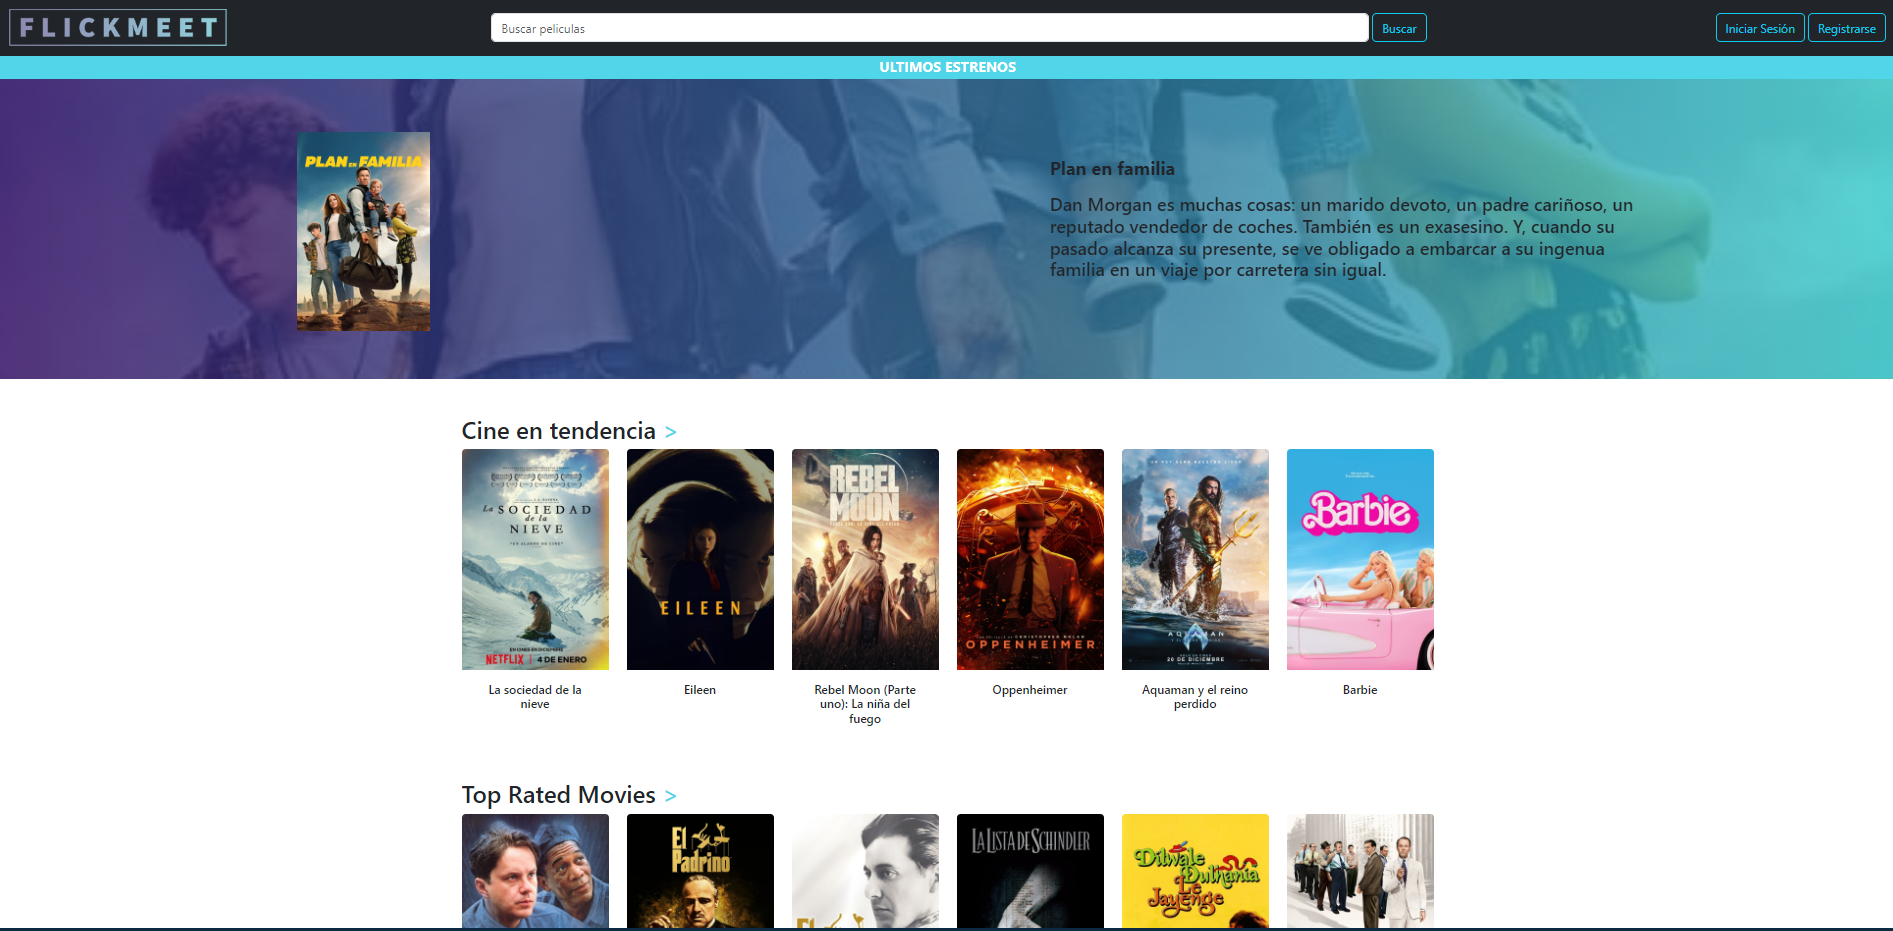 FLICKMEET
Buscar peliculas
Buscar
Iniciar Sesión
Registrarse
ULTIMOS ESTRENOS
PLAN EN FAMILIA
Plan en familia
Dan Morgan es muchas cosas: un marido devoto, un padre cariñoso, un
reputado vendedor de coches. También es un exasesino. Y, cuando su
pasado alcanza su presente, se ve obligado a embarcar a su ingenua
familia en un viaje por carretera sin igual.
Cine en tendencia >
La SOCIEDAD
de la
NIEVE
NETFLIX | 4 DE ENERO
EILEEN
REBEL
MOON
OPPENHEIMER
AQUAMAN
20 DE DICIEMBRE
Barbie
La sociedad de la
nieve
Eileen
Rebel Moon (Parte
uno): La niña del
fuego
Oppenheimer
Aquaman y el reino
perdido
Barbie
Top Rated Movies >
El
Padrino
El
LA LISTA DE SCHINDLER
Dilwale
Dulhania
Le
Jayenge